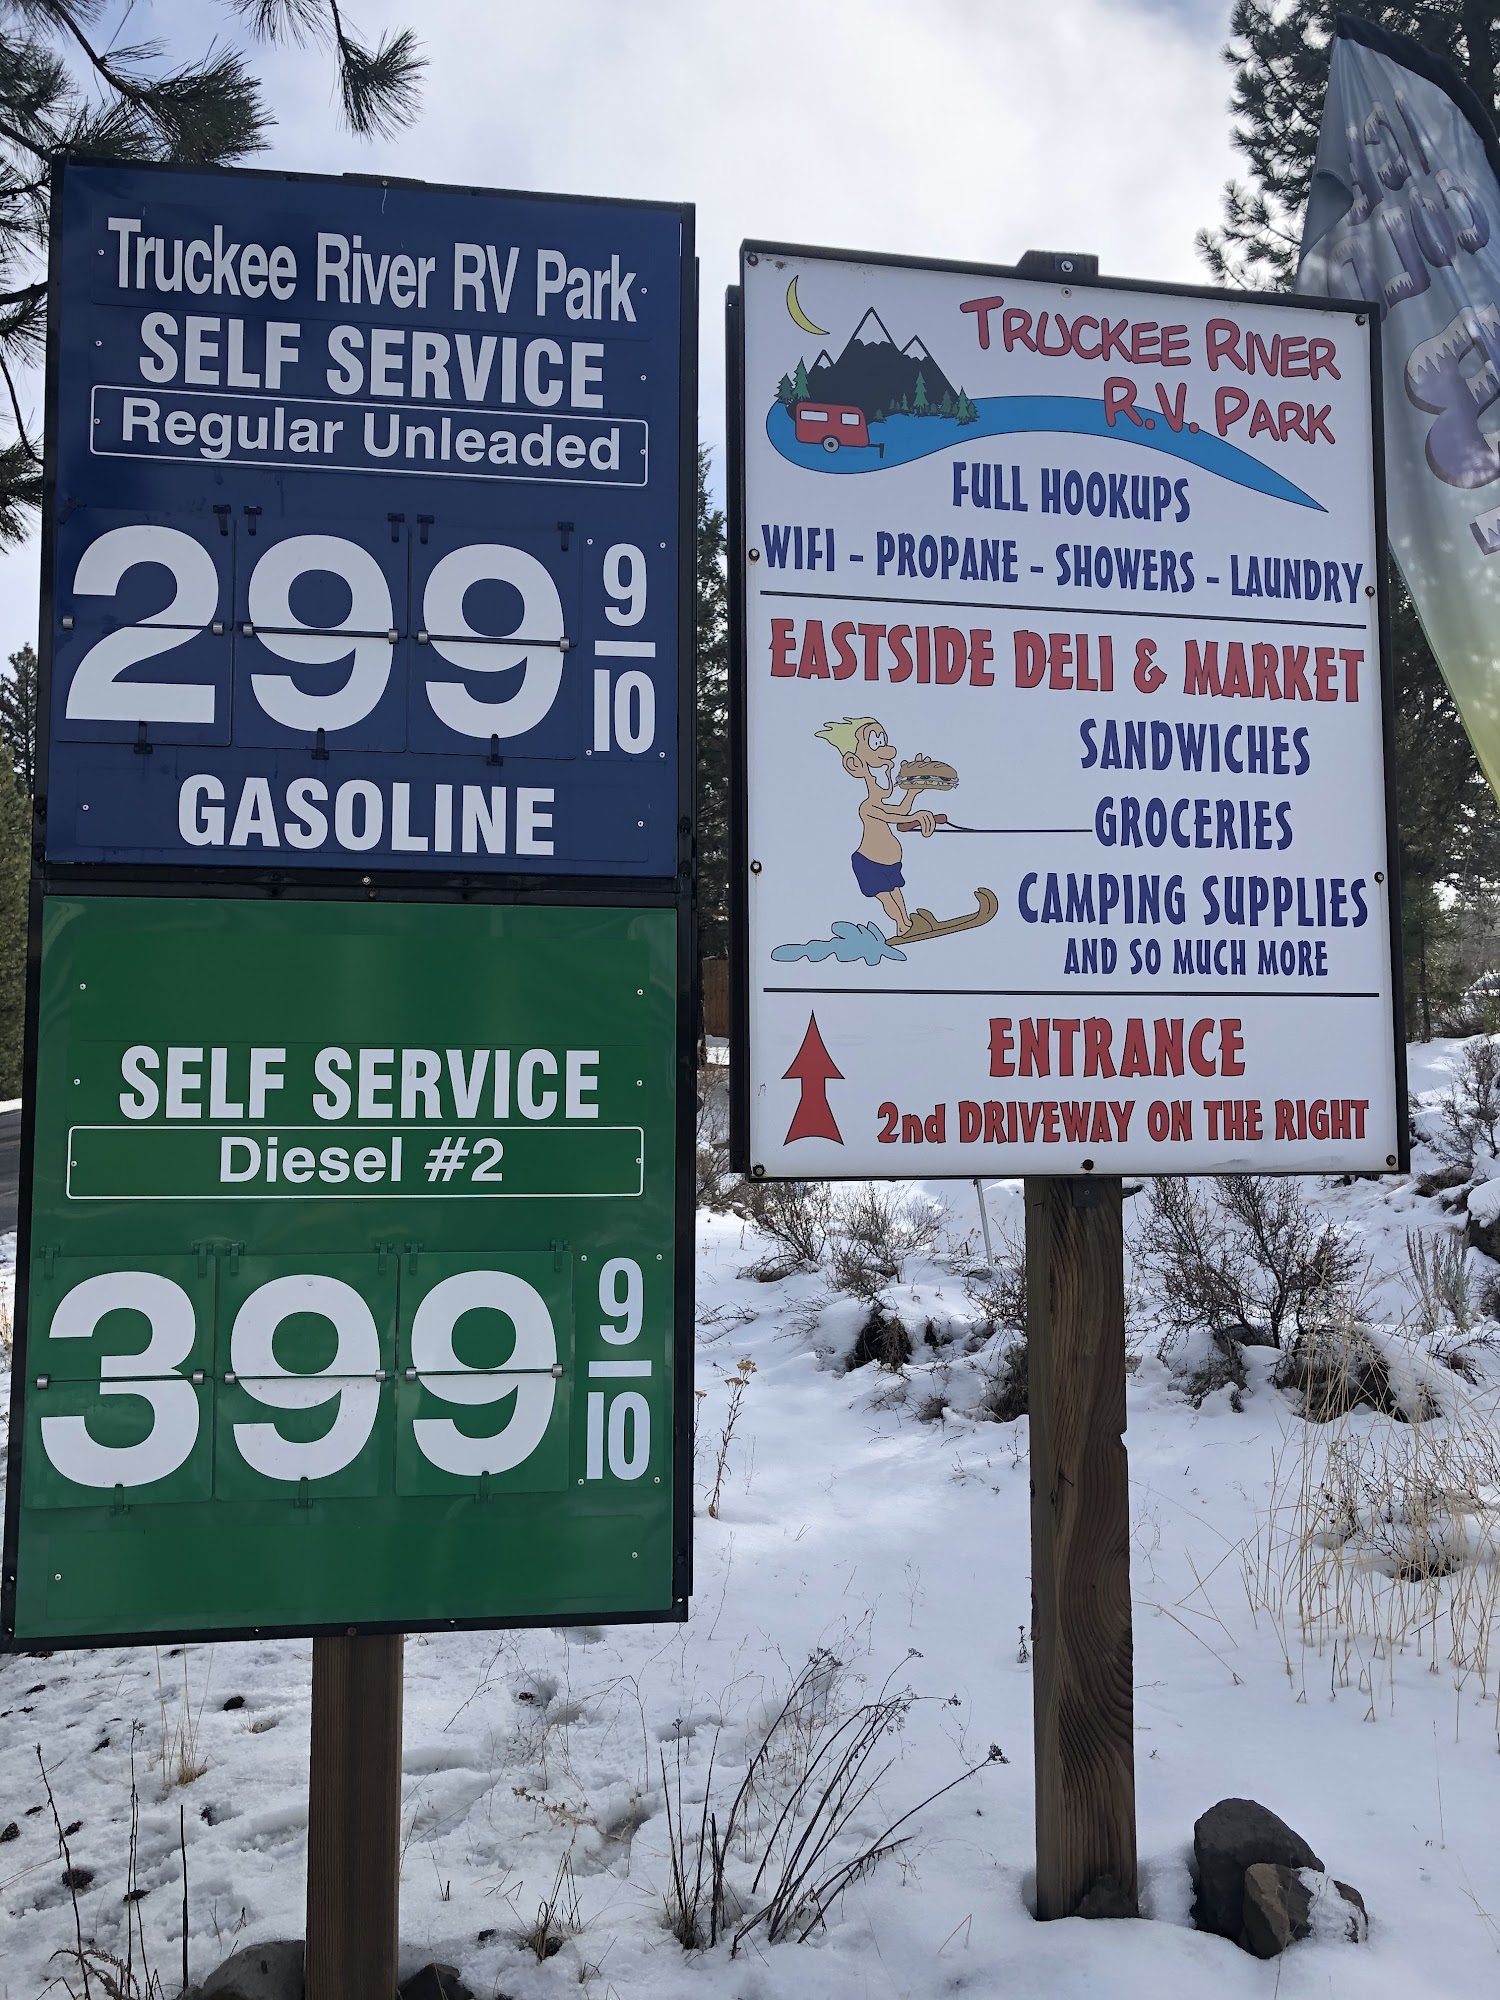 Truckee River RV Park
SELF SERVICE
Regular Unleaded
299 9/10
GASOLINE
SELF SERVICE
Diesel #2
399 9/10
TRUCKEE RIVER
R.V. PARK
FULL HOOKUPS
WIFI - PROPANE - SHOWERS - LAUNDRY
EASTSIDE DELI & MARKET
SANDWICHES
GROCERIES
CAMPING SUPPLIES
AND SO MUCH MORE
ENTRANCE
2nd DRIVEWAY ON THE RIGHT